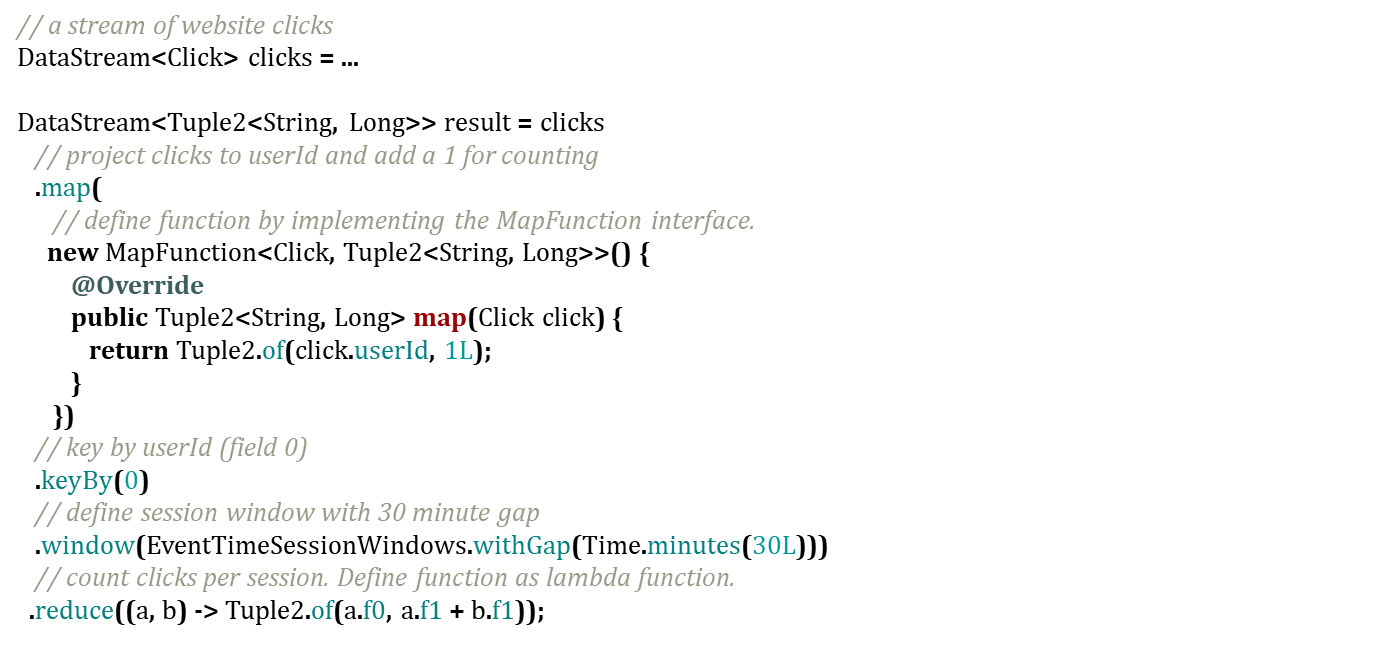 // a stream of website clicks
DataStream<Click> clicks = ...
DataStream<Tuple2<String, Long>> result = clicks
// project clicks to userId and add a 1 for counting
.map(
// define function by implementing the MapFunction interface.
new MapFunction<Click, Tuple2<String, Long>>() {
@Override
public Tuple2<String, Long> map(Click click) {
return Tuple2.of(click.userId, 1L);
}
})
// key by userId (field 0)
.keyBy(0)
// define session window with 30 minute gap
.window(EventTimeSessionWindows.withGap(Time.minutes(30L)))
// count clicks per session. Define function as lambda function.
.reduce((a, b) -> Tuple2.of(a.f0, a.f1 + b.f1));